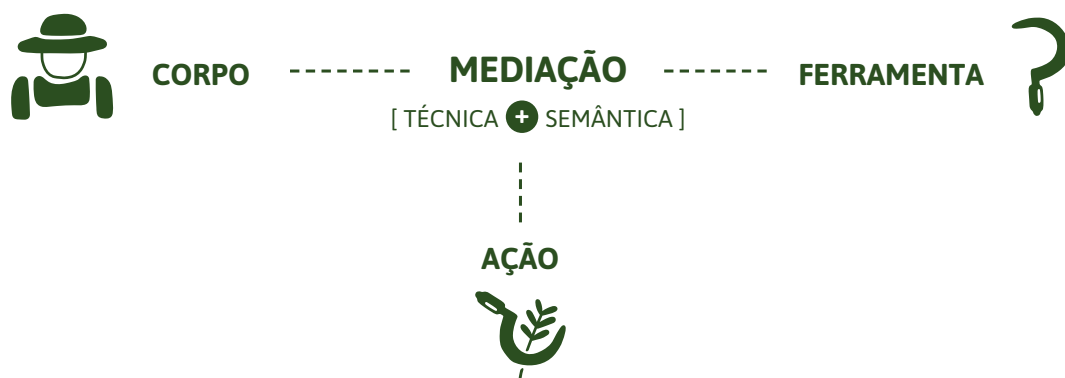 CORPO MEDIAÇÃO FERRAMENTA
[ TÉCNICA + SEMÂNTICA ]
AÇÃO